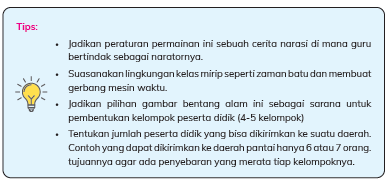 Tips:
• Jadikan peraturan permainan ini sebuah cerita narasi di mana guru
bertindak sebagai naratornya.
• Suasanakan lingkungan kelas mirip seperti zaman batu dan membuat
gerbang mesin waktu.
• Jadikan pilihan gambar bentang alam ini sebagai sarana untuk
pembentukan kelompok peserta didik (4-5 kelompok)
• Tentukan jumlah peserta didik yang bisa dikirimkan ke suatu daerah.
Contoh yang dapat dikirimkan ke daerah pantai hanya 6 atau 7 orang.
tujuannya agar ada penyebaran yang merata tiap kelompoknya.